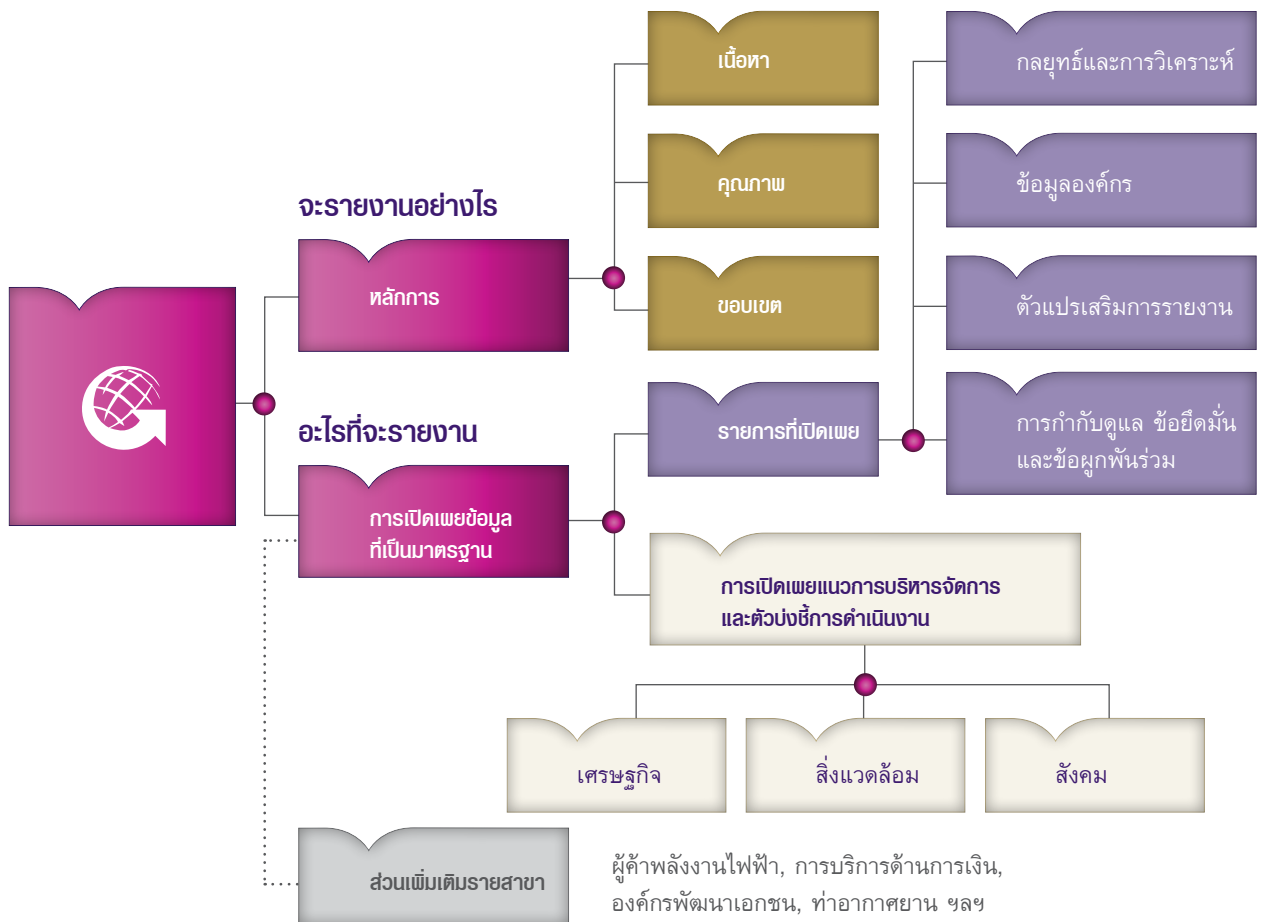 จะรายงานอย่างไร
หลักการ
เนื้อหา
คุณภาพ
ขอบเขต
อะไรที่จะรายงาน
การเปิดเผยข้อมูล
ที่เป็นมาตรฐาน
รายการที่เปิดเผย
กลยุทธ์และการวิเคราะห์
ข้อมูลองค์กร
ตัวแปรเสริมการรายงาน
การกำกับดูแล ข้อยึดมั่น
และข้อผูกพันร่วม
การเปิดเผยแนวการบริหารจัดการ
และตัวบ่งชี้การดำเนินงาน
เศรษฐกิจ
สิ่งแวดล้อม
สังคม
ส่วนเพิ่มเติมรายสาขา
ผู้ค้าพลังงานไฟฟ้า, การบริการด้านการเงิน,
องค์กรพัฒนาเอกชน, ท่าอากาศยาน ฯลฯ